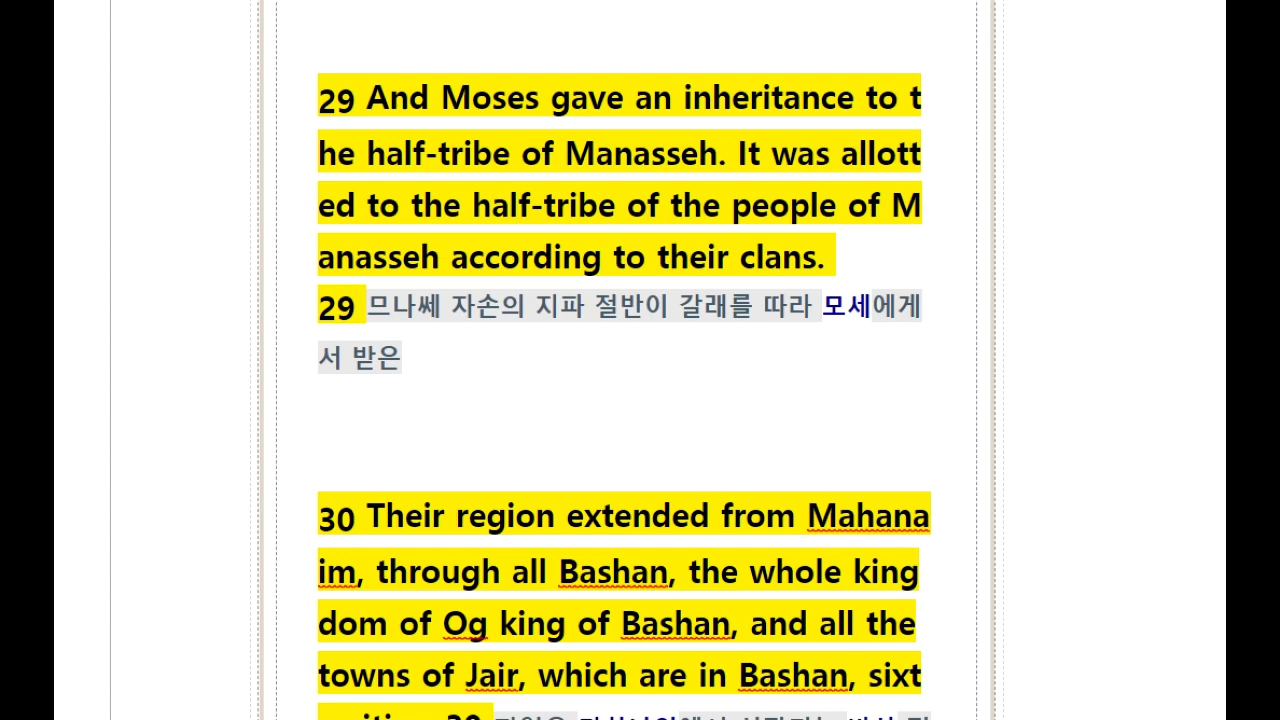 29 And Moses gave an inheritance to t
he half-tribe of Manasseh. It was allott
ed to the half-tribe of the people of M
anasseh according to their clans.
29 므나쎄 자손의 지파 절반이 갈래를 따라 모세에게
서 받은
30 Their region extended from Mahana
im, through all Bashan, the whole king
dom of Og king of Bashan, and all the
towns of Jair, which are in Bashan, sixt